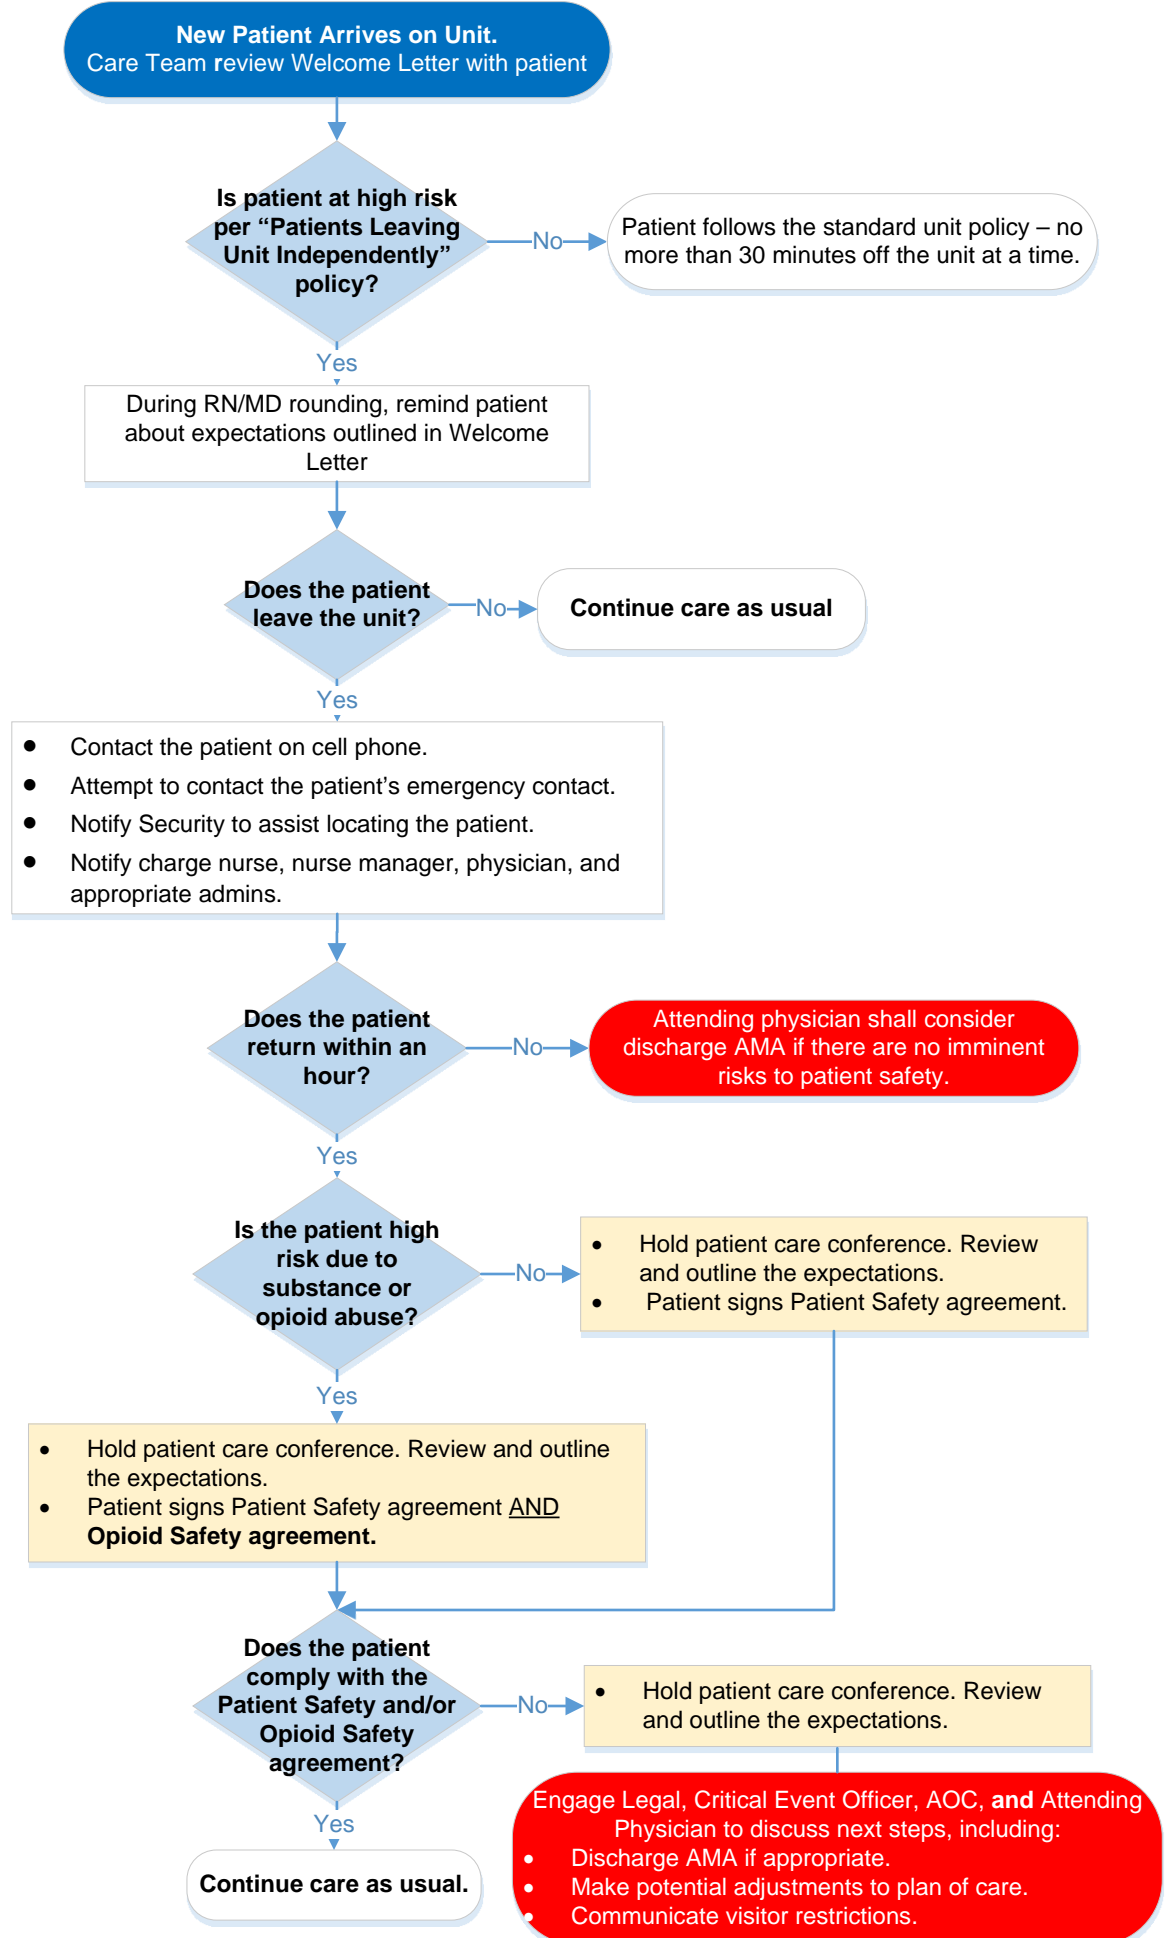 New Patient Arrives on Unit.
Care Team review Welcome Letter with patient
Is patient at high risk
per “Patients Leaving
Unit Independently”
policy?
No
Patient follows the standard unit policy – no
more than 30 minutes off the unit at a time.
Yes
During RN/MD rounding, remind patient
about expectations outlined in Welcome
Letter
Does the patient
leave the unit?
No
Continue care as usual
Yes
● Contact the patient on cell phone.
● Attempt to contact the patient’s emergency contact.
● Notify Security to assist locating the patient.
● Notify charge nurse, nurse manager, physician, and
appropriate admins.
Does the patient
return within an
hour?
No
Attending physician shall consider
discharge AMA if there are no imminent
risks to patient safety.
Yes
Is the patient high
risk due to
substance or
opioid abuse?
No
• Hold patient care conference. Review
and outline the expectations.
• Patient signs Patient Safety agreement.
Yes
• Hold patient care conference. Review and outline
the expectations.
• Patient signs Patient Safety agreement AND
Opioid Safety agreement.
Does the patient
comply with the
Patient Safety and/or
Opioid Safety
agreement?
No
• Hold patient care conference. Review
and outline the expectations.
Engage Legal, Critical Event Officer, AOC, and Attending
Physician to discuss next steps, including:
• Discharge AMA if appropriate.
• Make potential adjustments to plan of care.
• Communicate visitor restrictions.
Yes
Continue care as usual.